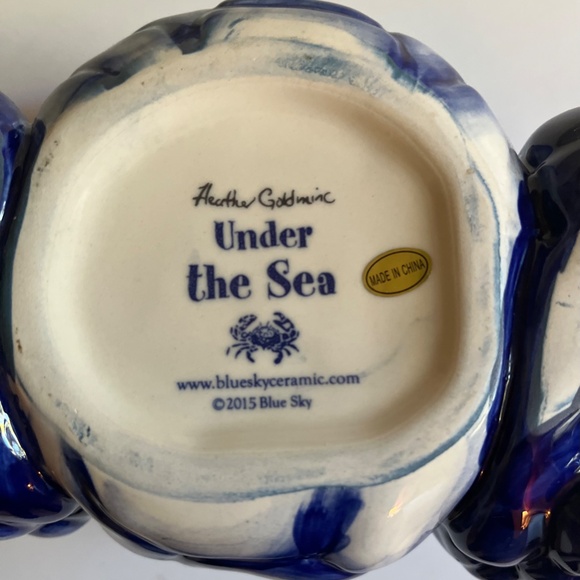 Heather Goldminc
Under
the Sea
MADE IN CHINA
www.blueskyceramic.com
©2015 Blue Sky